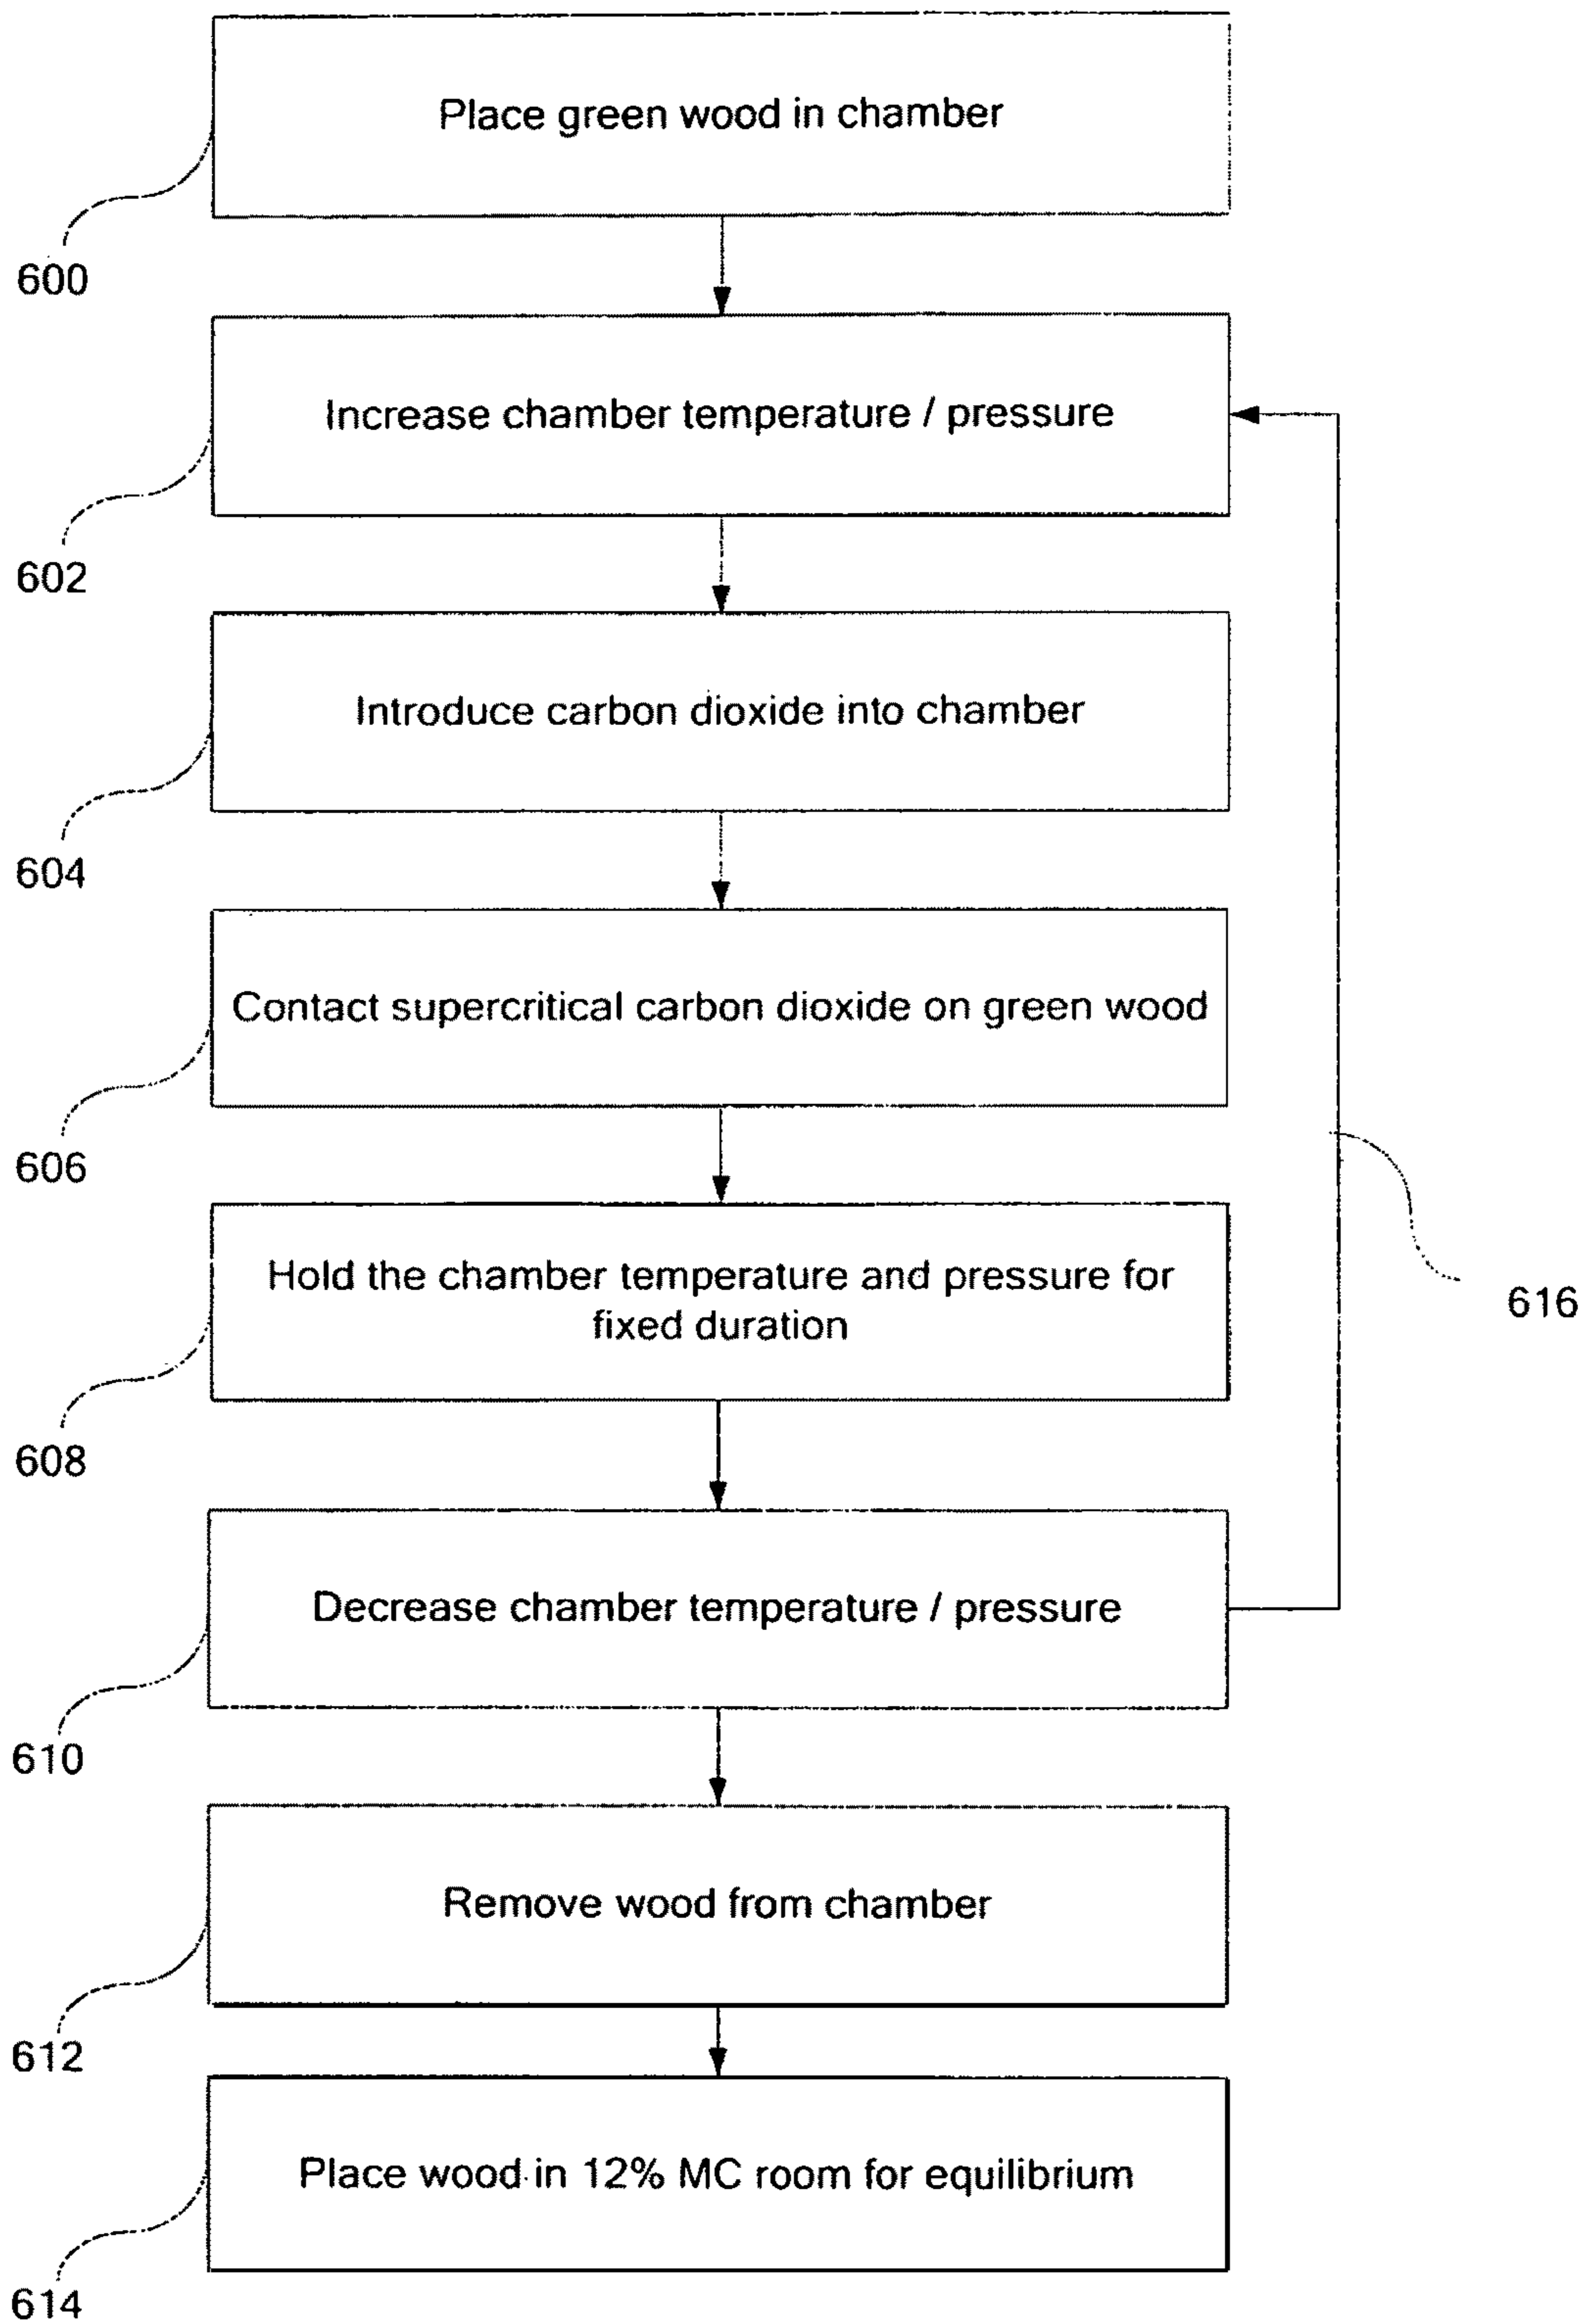 Place green wood in chamber
600
Increase chamber temperature / pressure
602
Introduce carbon dioxide into chamber
604
Contact supercritical carbon dioxide on green wood
606
Hold the chamber temperature and pressure for
fixed duration
616
608
Decrease chamber temperature / pressure
610
Remove wood from chamber
612
Place wood in 12% MC room for equilibrium
614